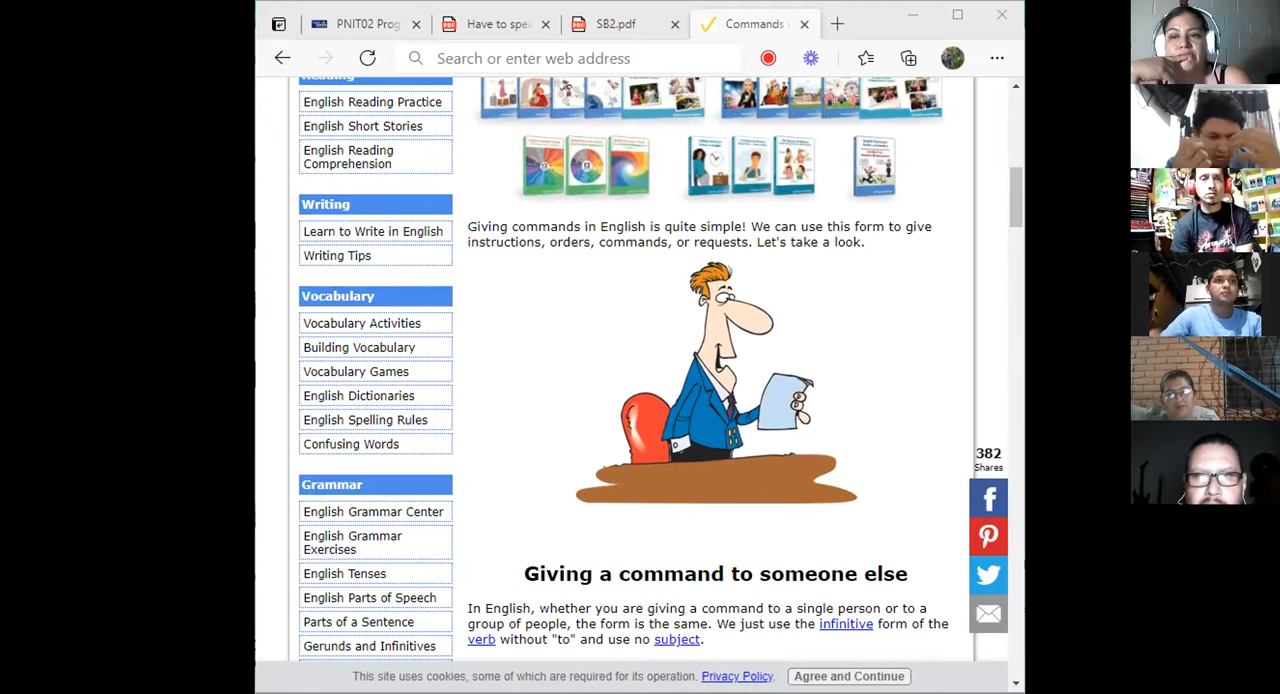 PNIT02 Prog
Have to spe
SB2.pdf
Commands
Search or enter web address
Reading
English Reading Practice
English Short Stories
English Reading
Comprehension
Writing
Learn to Write in English
Writing Tips
Vocabulary
Vocabulary Activities
Building Vocabulary
Vocabulary Games
English Dictionaries
English Spelling Rules
Confusing Words
Grammar
English Grammar Center
English Grammar
Exercises
English Tenses
English Parts of Speech
Parts of a Sentence
Gerunds and Infinitives
Giving commands in English is quite simple! We can use this form to give
instructions, orders, commands, or requests. Let's take a look.
Giving a command to someone else
In English, whether you are giving a command to a single person or to a
group of people, the form is the same. We just use the infinitive form of the
verb without "to" and use no subject.
382
Shares
This site uses cookies, some of which are required for its operation. Privacy Policy.
Agree and Continue